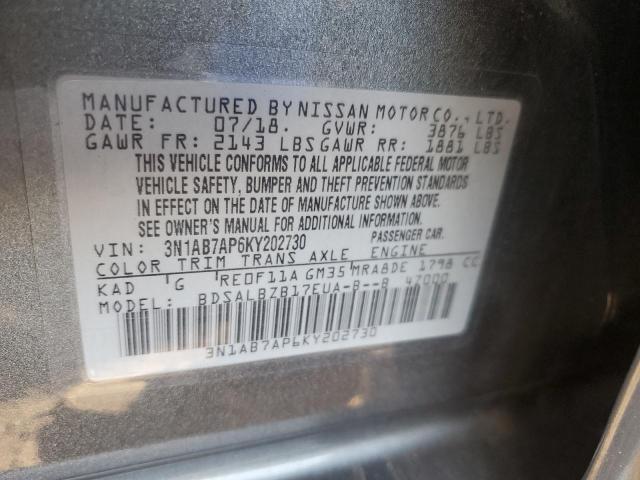 MANUFACTURED BY NISSAN MOTOR CO., LTD.
DATE: 07/18. GVWR: 3876 LBS
GAWR FR: 2143 LBS GAWR RR: 1881 LBS
THIS VEHICLE CONFORMS TO ALL APPLICABLE FEDERAL MOTOR
VEHICLE SAFETY, BUMPER AND THEFT PREVENTION STANDARDS
IN EFFECT ON THE DATE OF MANUFACTURE SHOWN ABOVE.
SEE OWNER'S MANUAL FOR ADDITIONAL INFORMATION
VIN: 3N1AB7AP6KY202730 PASSENGER CAR.
COLOR TRIM TRANS AXLE ENGINE
KAD 'G RE0F11A GM35 MRA8DE 1798 CC
MODEL: BDSALBZB17EUA-B--B 47000
3N1AB7AP6KY202730